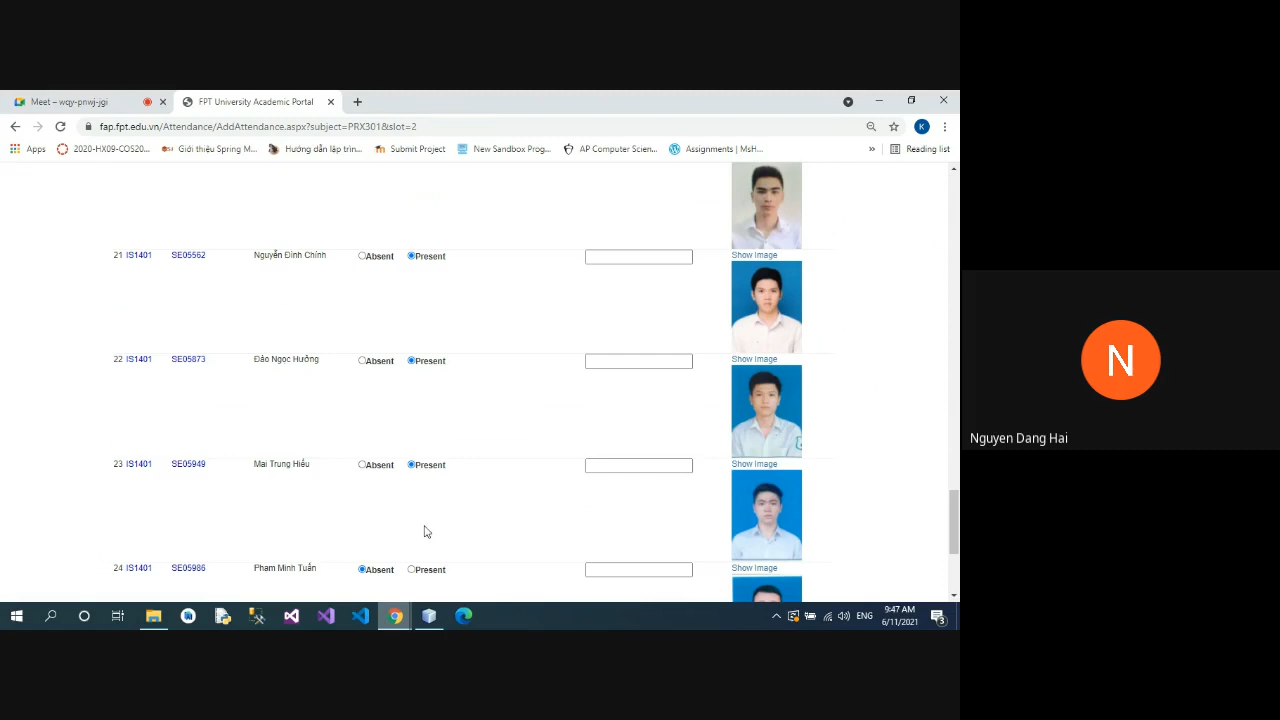 Meet – wqy-pnwj-jgi
FPT University Academic Portal
fap.fpt.edu.vn/Attendance/AddAttendance.aspx?subject=PRX301&slot=2
K
Apps 2020-HX09-COS20... Giới thiệu Spring M... Hướng dẫn lập trìn... Submit Project New Sandbox Prog... AP Computer Scien... Assignments | MsH... » Reading list
21 IS1401 SE05562 Nguyễn Đình Chính Absent Present Show Image
22 IS1401 SE05873 Đào Ngọc Hưởng Absent Present Show Image
23 IS1401 SE05949 Mai Trung Hiếu Absent Present Show Image
24 IS1401 SE05986 Phạm Minh Tuấn Absent Present Show Image
ENG
9:47 AM
6/11/2021
3
N
Nguyen Dang Hai